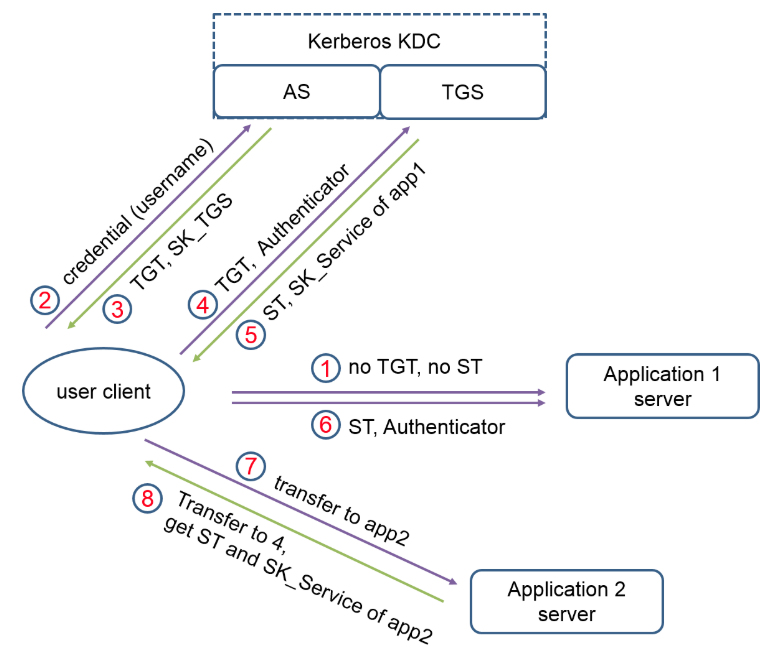 Kerberos KDC
AS
TGS
2 credential (username)
3 TGT, SK_TGS
4 TGT, Authenticator
5 ST, SK_Service of app1
user client
1 no TGT, no ST
6 ST, Authenticator
Application 1
server
7 transfer to app2
8 Transfer to 4,
get ST and SK_Service of app2
Application 2
server